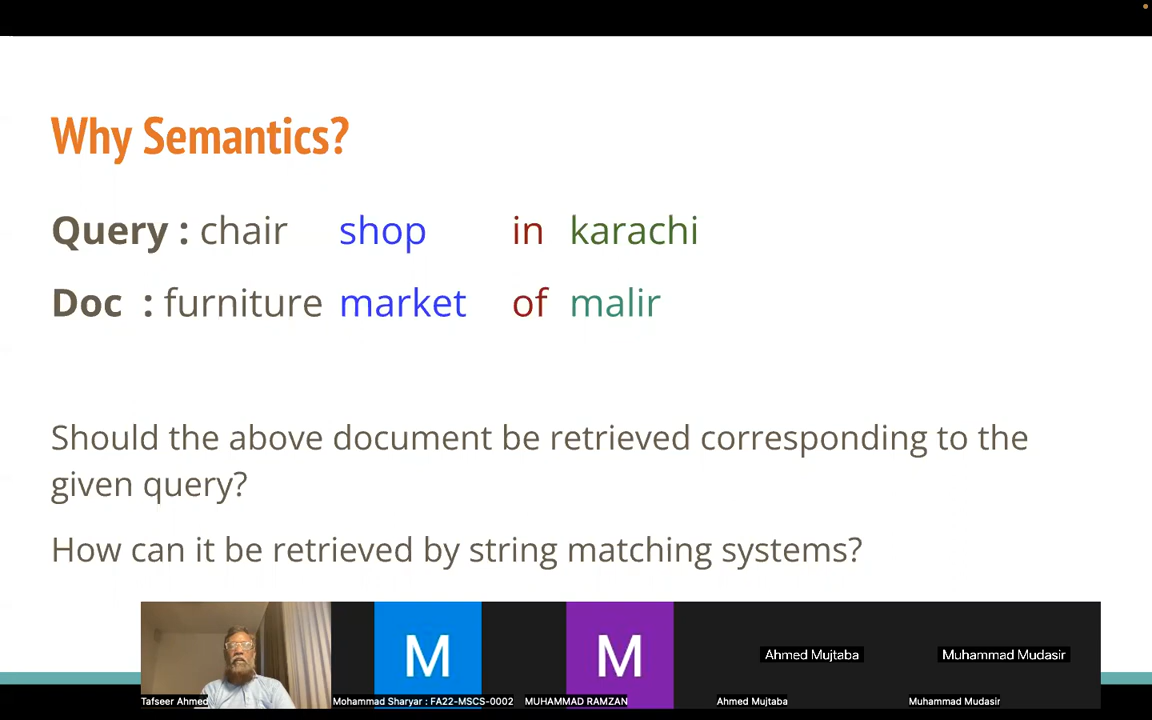 Why Semantics?
Query : chair shop in karachi
Doc : furniture market of malir
Should the above document be retrieved corresponding to the
given query?
How can it be retrieved by string matching systems?
M
M
Ahmed Mujtaba
Muhammad Mudasir
Tafseer Ahmed
Mohammad Sharyar : FA22-MSCS-0002
MUHAMMAD RAMZAN
Ahmed Mujtaba
Muhammad Mudasir